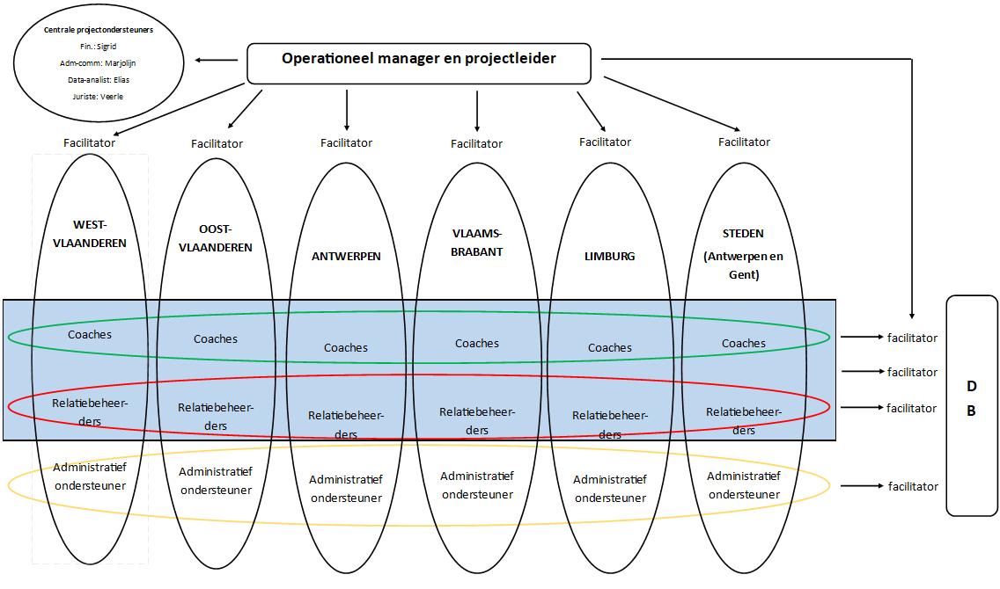 Centrale projectondersteuners
Fin.: Sigrid
Adm-comm: Marjolijn
Data-analist: Elias
Juriste: Veerle
Operationeel manager en projectleider
Facilitator
Facilitator
Facilitator
Facilitator
Facilitator
Facilitator
WEST-
VLAANDEREN
OOST-
VLAANDEREN
ANTWERPEN
VLAAMS-
BRABANT
LIMBURG
STEDEN
(Antwerpen en
Gent)
Coaches
Coaches
Coaches
Coaches
Coaches
Coaches
facilitator
facilitator
Relatiebeheer-
ders
Relatiebeheer-
ders
Relatiebeheer-
ders
Relatiebeheer-
ders
Relatiebeheer-
ders
Relatiebeheer-
ders
facilitator
Administratief
ondersteuner
Administratief
ondersteuner
Administratief
ondersteuner
Administratief
ondersteuner
Administratief
ondersteuner
Administratief
ondersteuner
facilitator
D
B